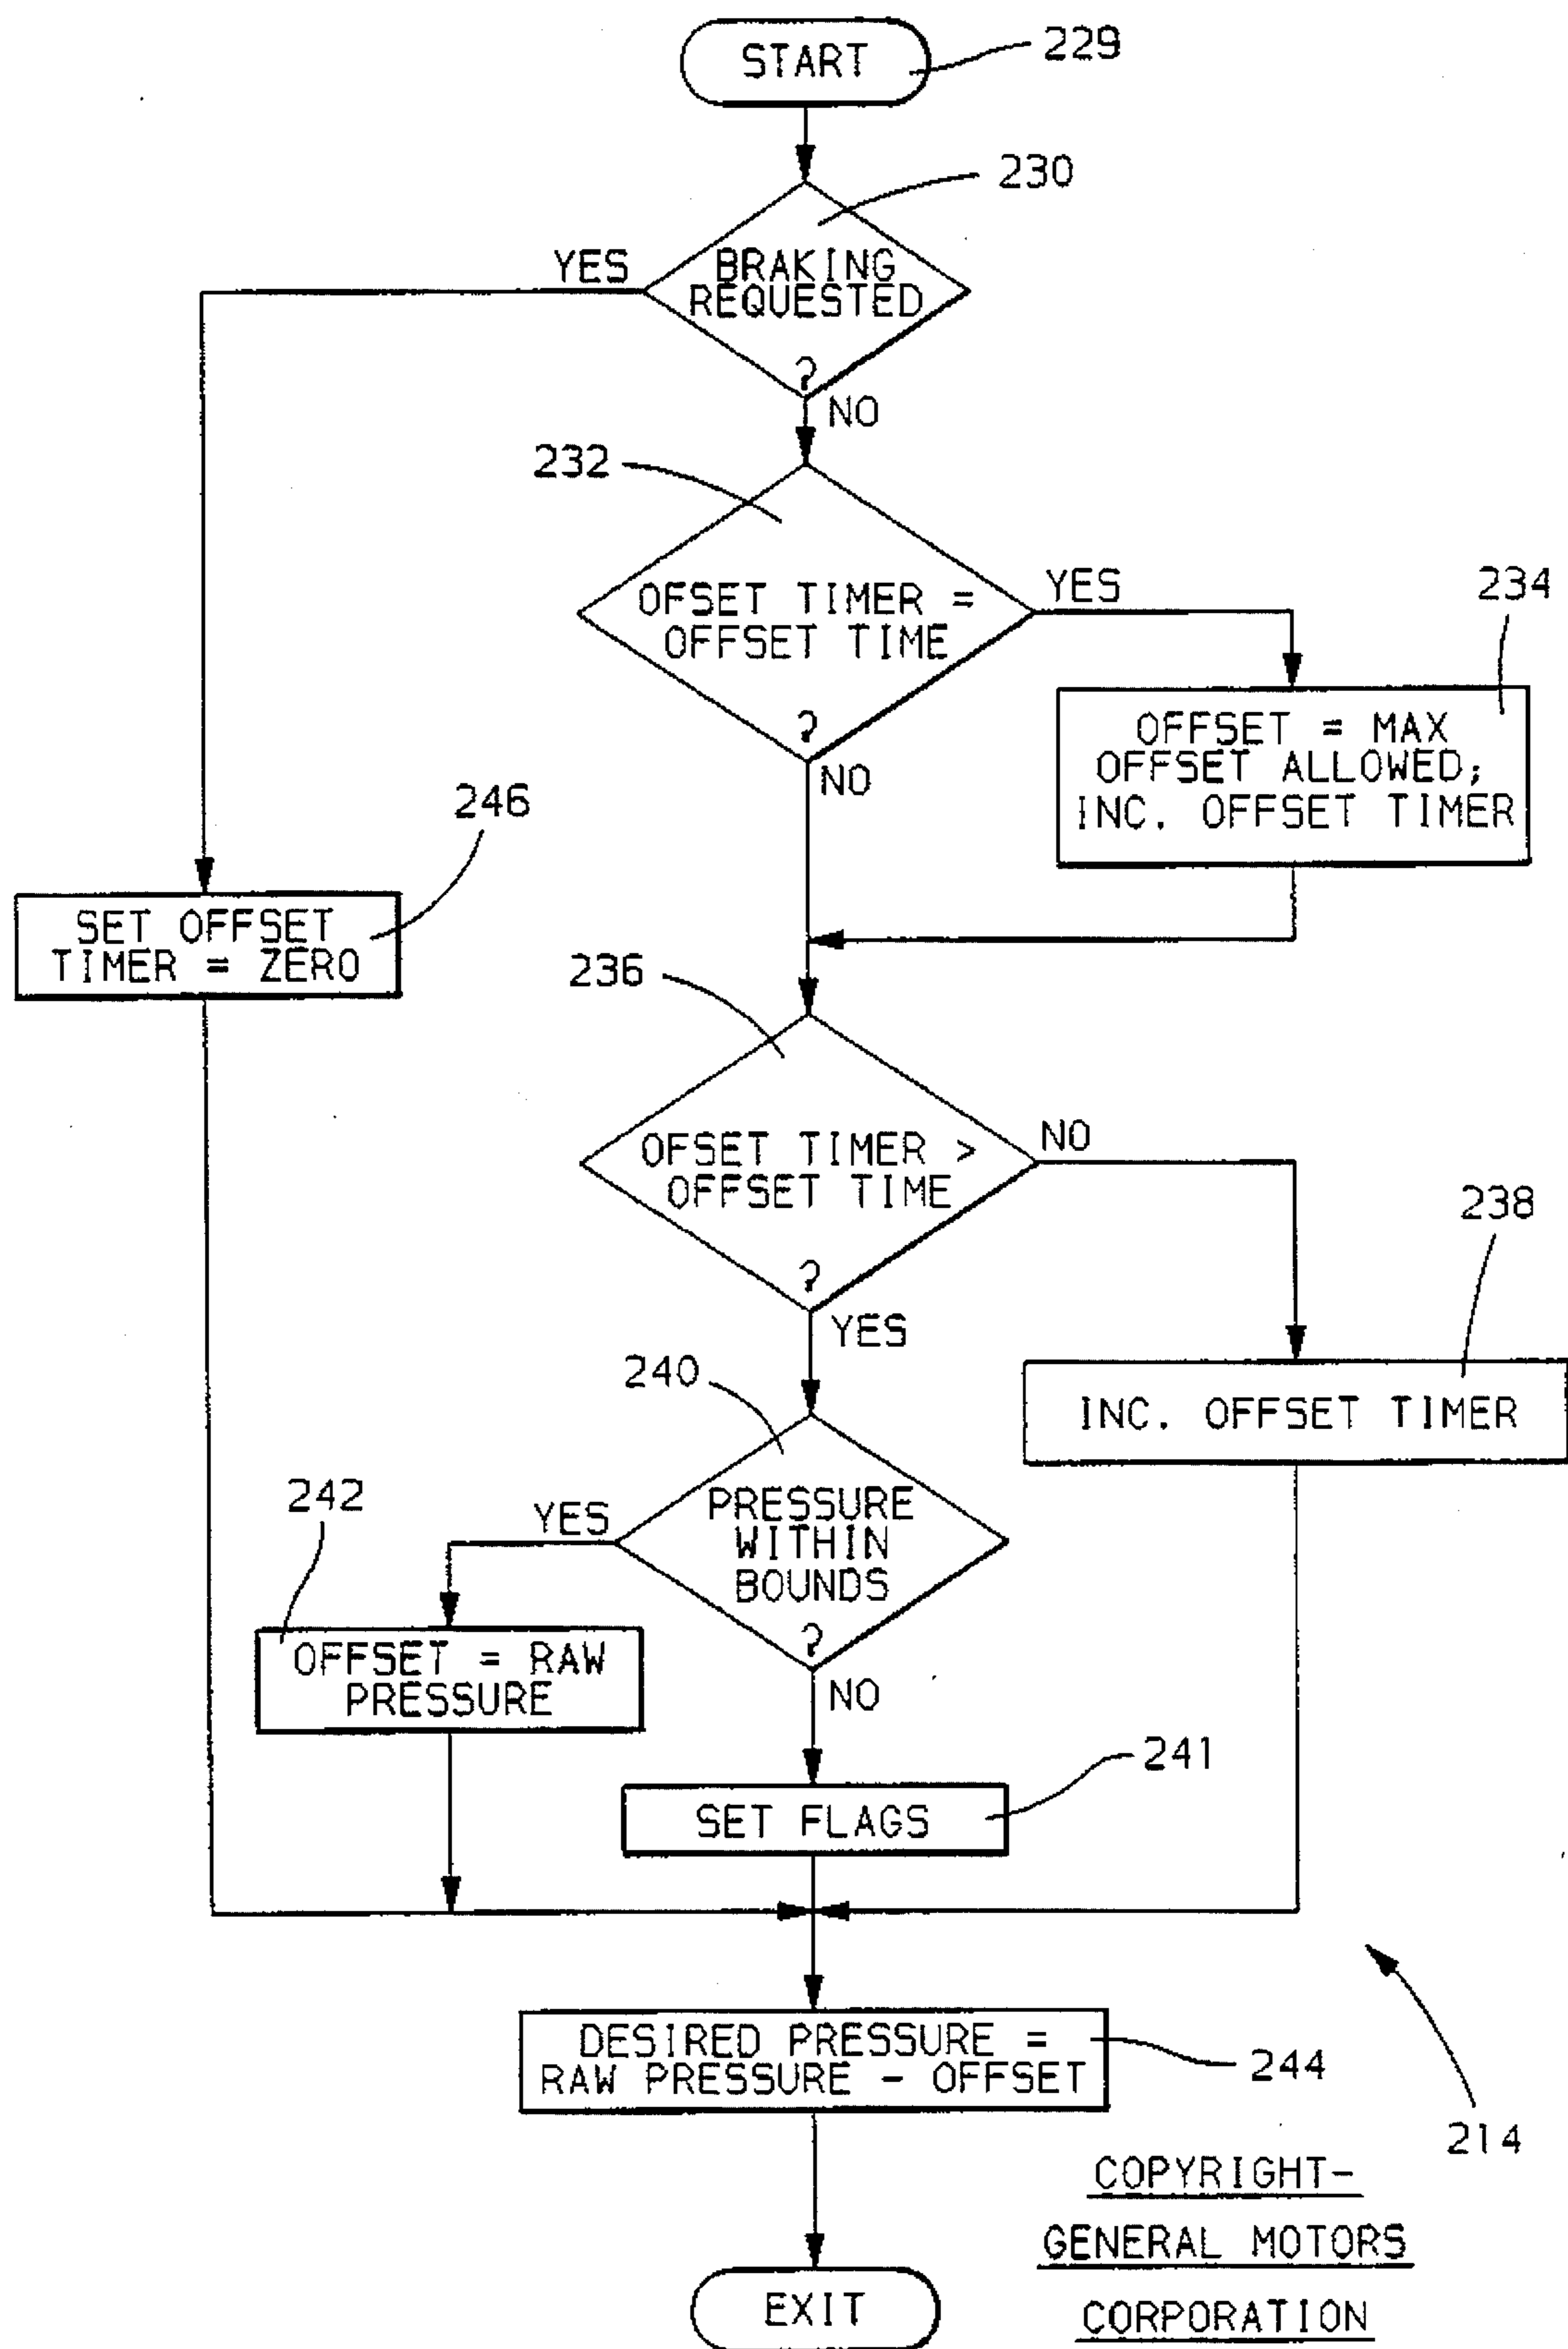 START
229
230
YES
BRAKING
REQUESTED
?
NO
232
OFSET TIMER =
OFFSET TIME
?
YES
NO
234
OFFSET = MAX
OFFSET ALLOWED;
INC. OFFSET TIMER
246
SET OFFSET
TIMER = ZERO
236
OFSET TIMER >
OFFSET TIME
?
NO
YES
238
INC. OFFSET TIMER
240
PRESSURE
WITHIN
BOUNDS
?
YES
NO
242
OFFSET = RAW
PRESSURE
241
SET FLAGS
DESIRED PRESSURE =
RAW PRESSURE - OFFSET
244
214
EXIT
COPYRIGHT-
GENERAL MOTORS
CORPORATION